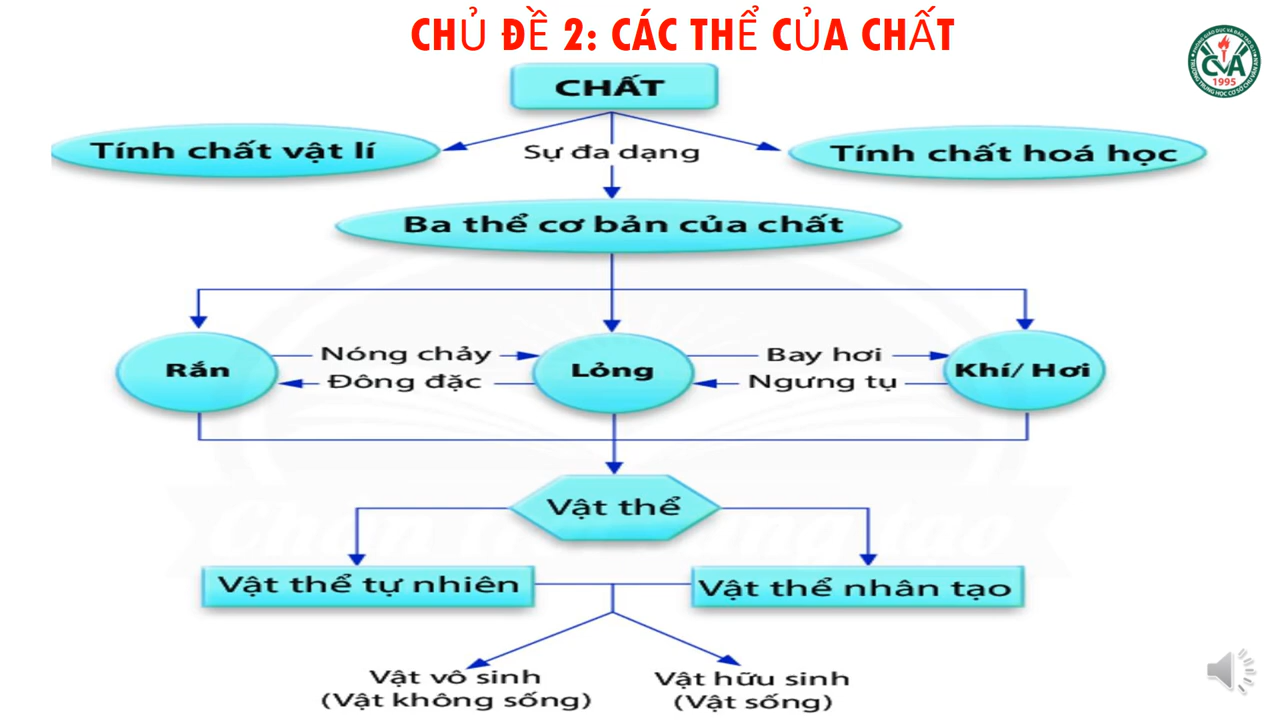 CHỦ ĐỀ 2: CÁC THỂ CỦA CHẤT
CVA
1995
CHẤT
Tính chất vật lí
Sự đa dạng
Tính chất hoá học
Ba thể cơ bản của chất
Rắn
Nóng chảy
Đông đặc
Lỏng
Bay hơi
Ngưng tụ
Khí/ Hơi
Vật thể
Vật thể tự nhiên
Vật thể nhân tạo
Vật vô sinh
(Vật không sống)
Vật hữu sinh
(Vật sống)